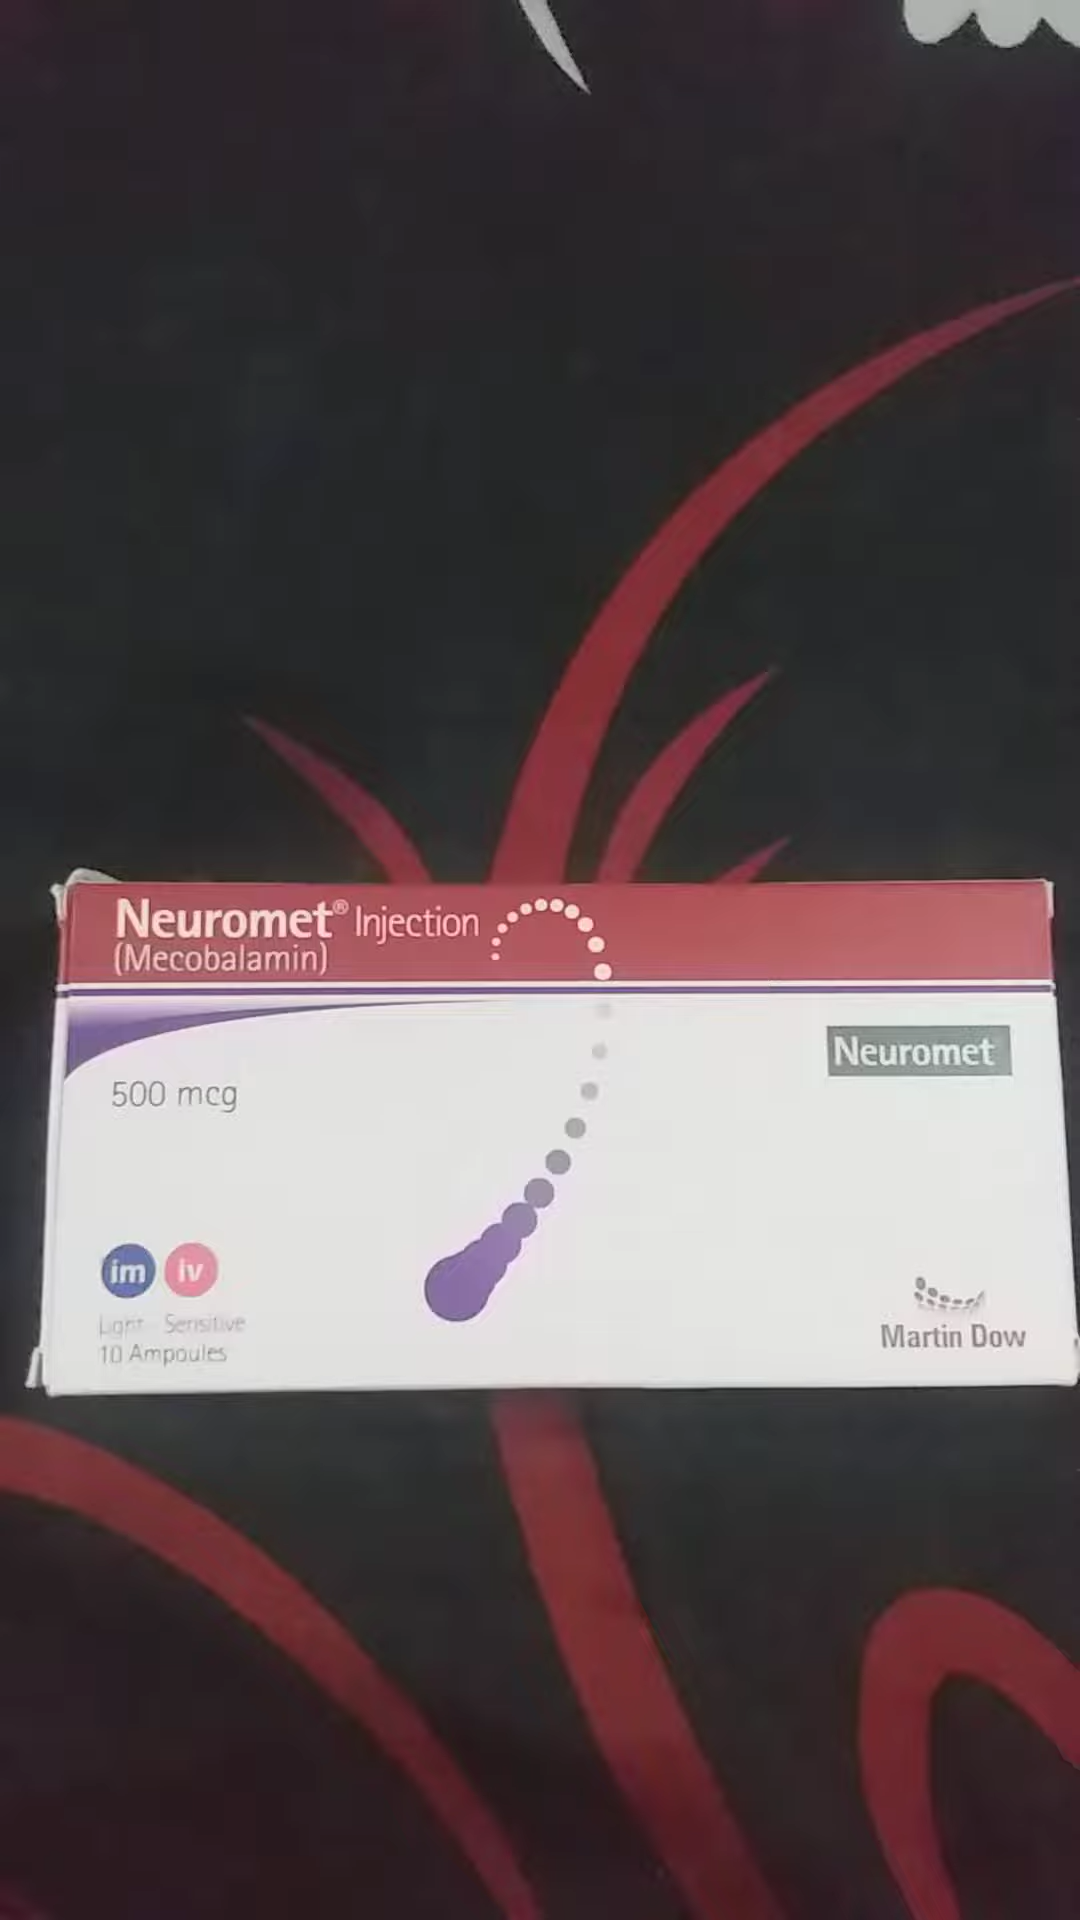 Neuromet® Injection
(Mecobalamin)
Neuromet
500 mcg
im iv
Light - Sensitive
10 Ampoules
Martin Dow